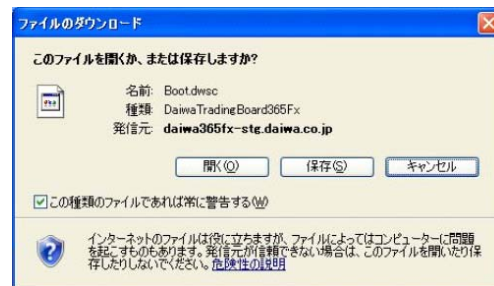 ファイルのダウンロード
このファイルを開くか、または保存しますか?
名前: Boot.dwsc
種類: DaiwaTradingBoard365Fx
発信元: daiwa365fx-stg.daiwa.co.jp
開く(O) 保存(S) キャンセル
この種類のファイルであれば常に警告する(W)
インターネットのファイルは役に立ちますが、ファイルによってはコンピューターに問題
を起こすものもあります。発信元が信頼できない場合は、このファイルを開いたり保
存したりしないでください。危険性の説明